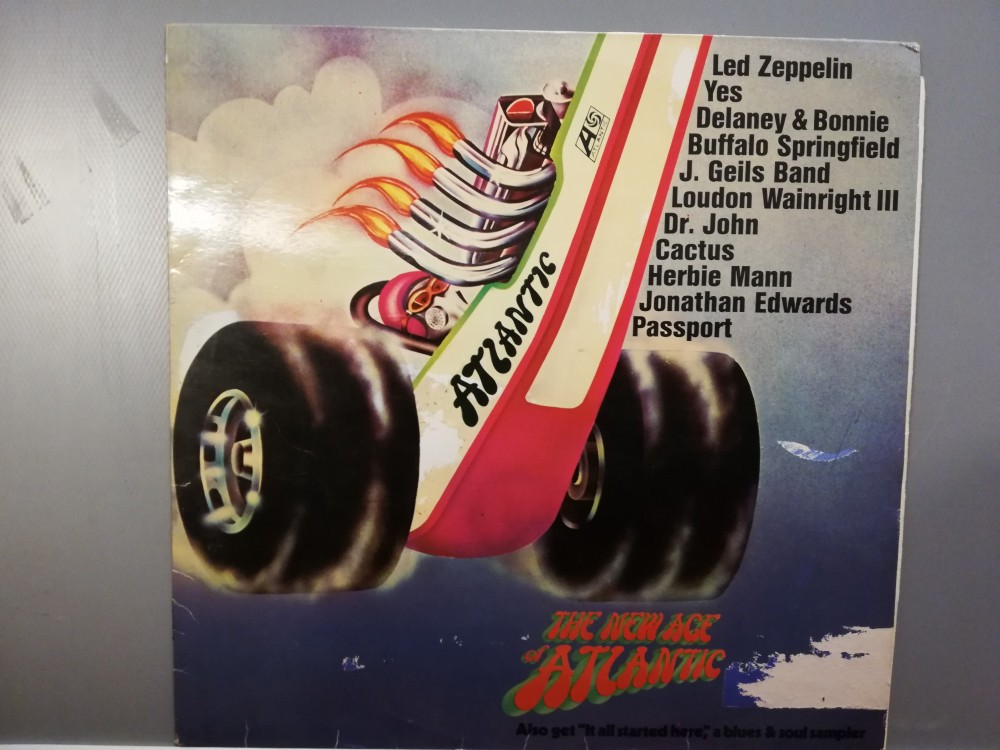 Led Zeppelin
Yes
Delaney & Bonnie
Buffalo Springfield
J. Geils Band
Loudon Wainright III
Dr. John
Cactus
Herbie Mann
Jonathan Edwards
Passport
ATLANTIC
ATLANTIC
THE NEW AGE
of ATLANTIC
Also get "It all started here," a blues & soul sampler